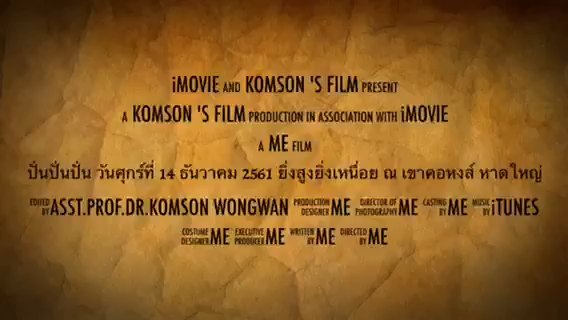 iMOVIE AND KOMSON 'S FILM PRESENT
A KOMSON 'S FILM PRODUCTION IN ASSOCIATION WITH iMOVIE
A ME FILM
ปั่นปั่นปั่น วันศุกร์ที่ 14 ธันวาคม 2561 ยิ่งสูงยิ่งเหนื่อย ณ เขาคอหงส์ หาดใหญ่
EDITED BY ASST.PROF.DR.KOMSON WONGWAN PRODUCTION DESIGNER ME DIRECTOR OF PHOTOGRAPHY ME CASTING BY ME MUSIC BY iTUNES
COSTUME DESIGNER ME EXECUTIVE PRODUCER ME WRITTEN BY ME DIRECTED BY ME